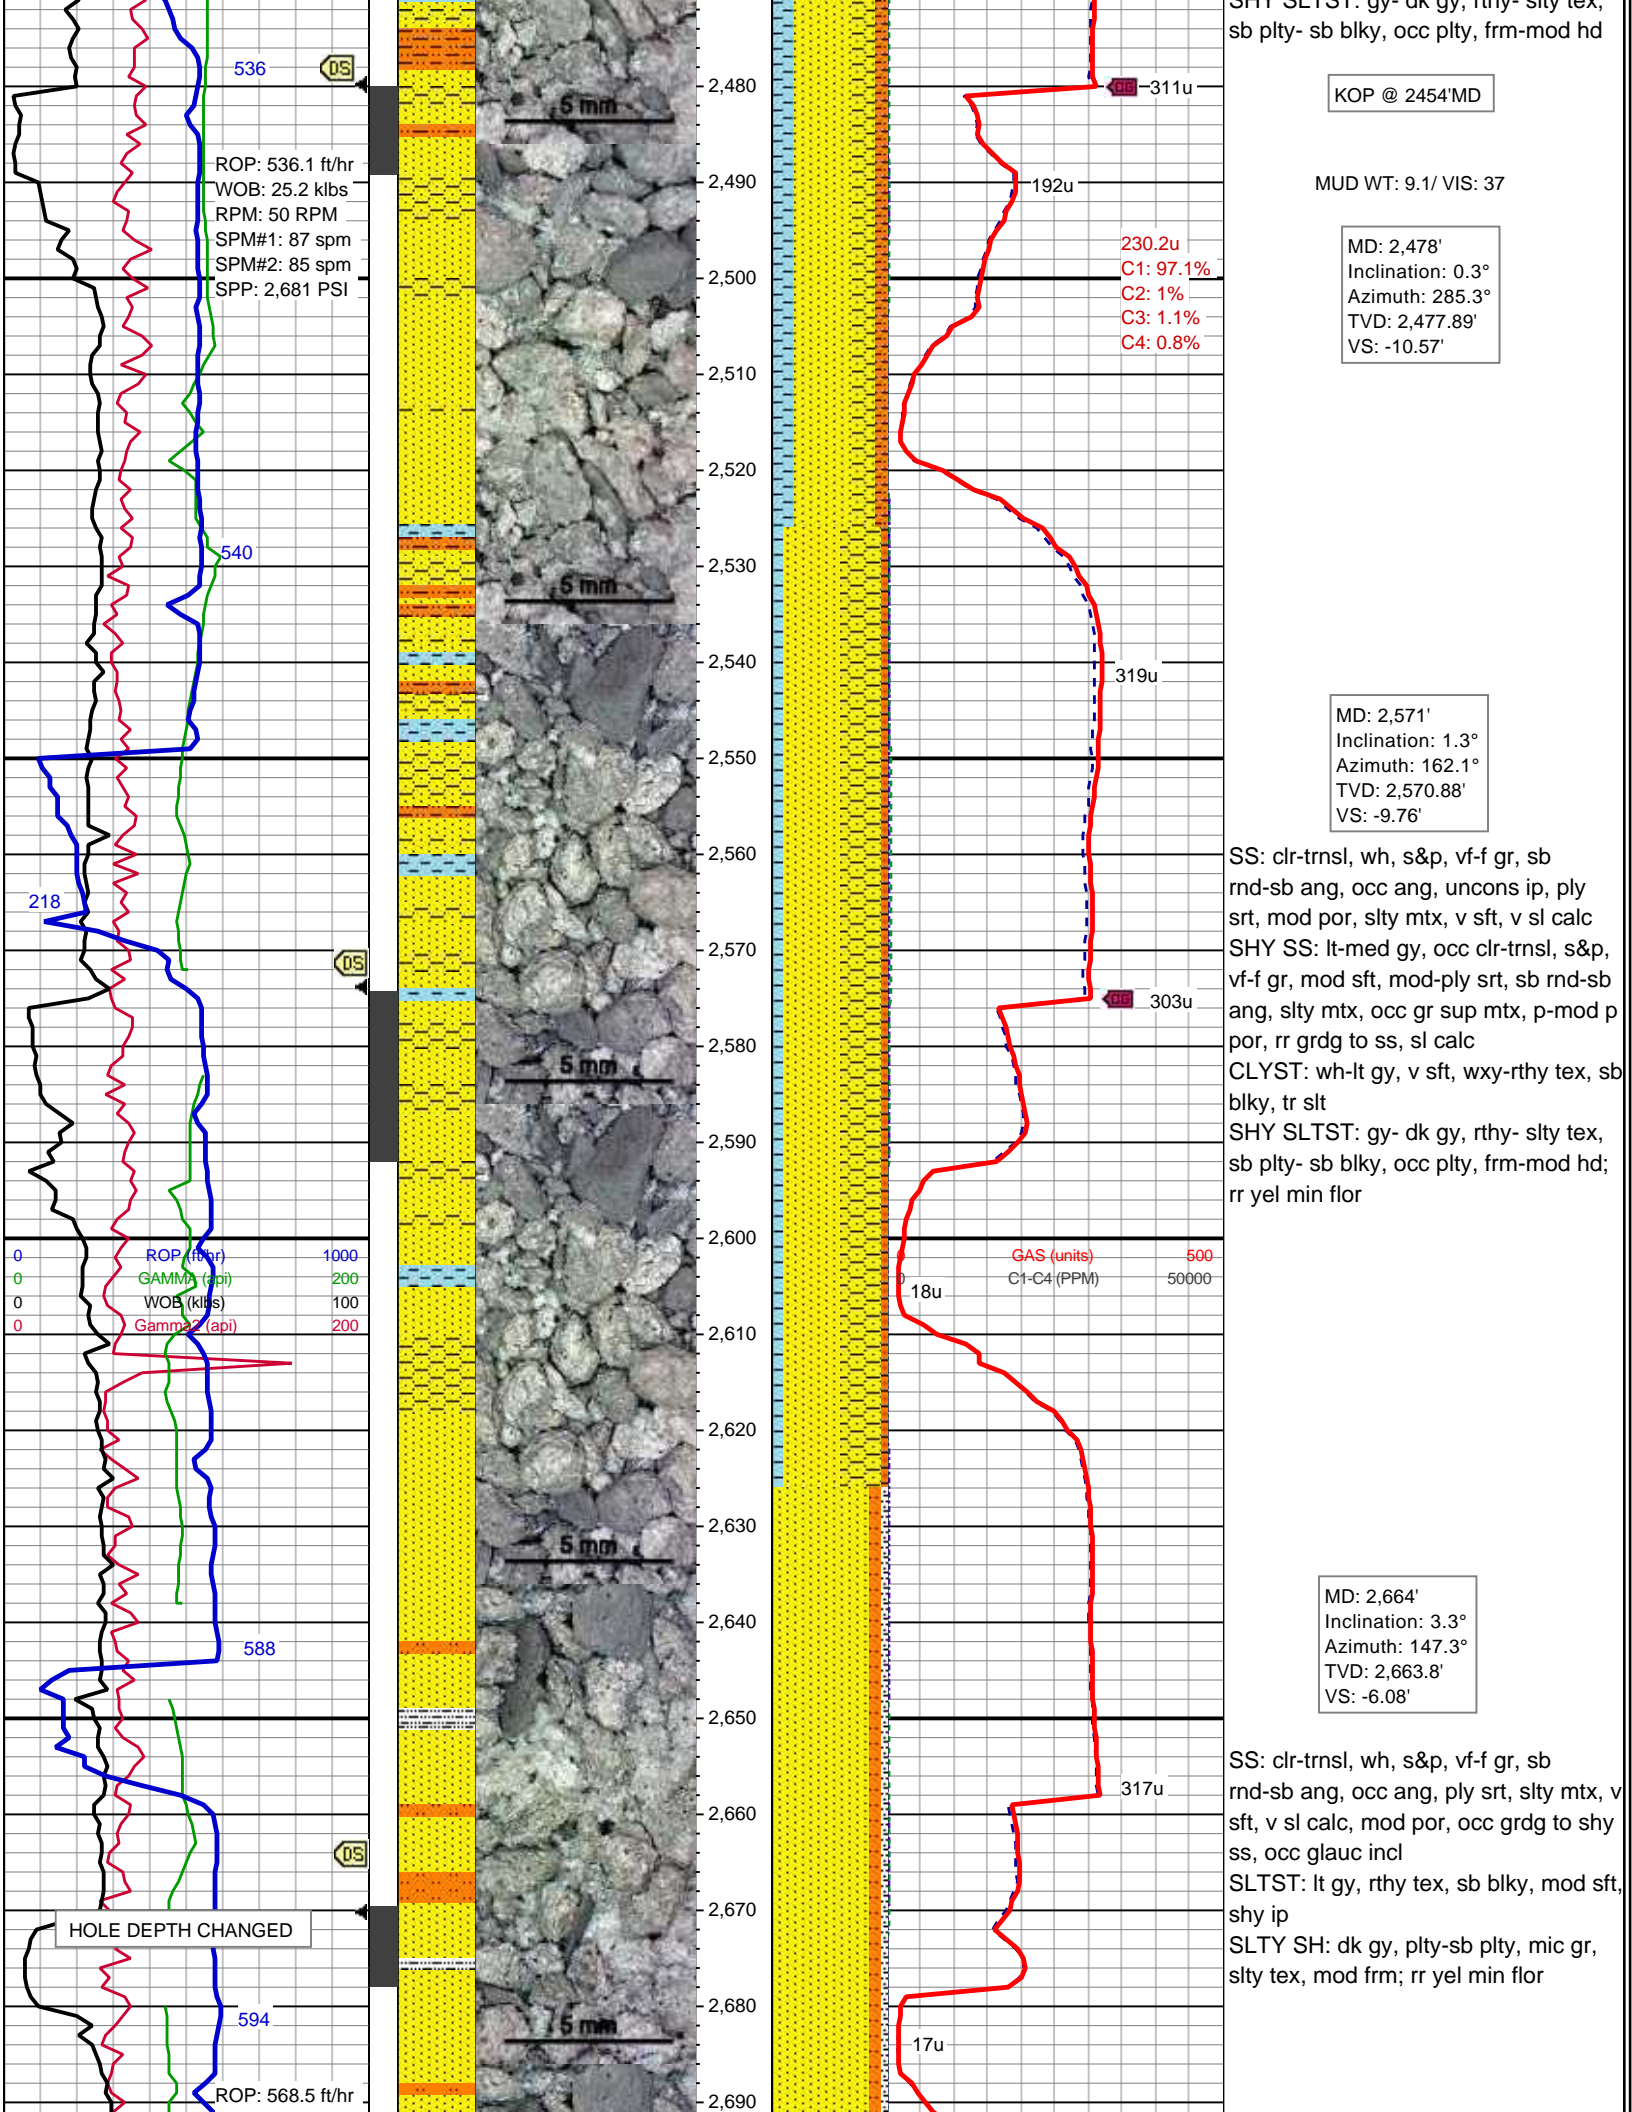 SHY SLTST: gy- dk gy, rthy- slty tex,
sb plty- sb blky, occ plty, frm-mod hd
536
DS
2,480
5 mm
CG
311u
KOP @ 2454'MD
ROP: 536.1 ft/hr
WOB: 25.2 klbs
RPM: 50 RPM
SPM#1: 87 spm
SPM#2: 85 spm
SPP: 2,681 PSI
2,490
192u
MUD WT: 9.1/ VIS: 37
230.2u
C1: 97.1%
C2: 1%
C3: 1.1%
C4: 0.8%
MD: 2,478'
Inclination: 0.3°
Azimuth: 285.3°
TVD: 2,477.89'
VS: -10.57'
2,500
2,510
2,520
540
2,530
5 mm
2,540
319u
MD: 2,571'
Inclination: 1.3°
Azimuth: 162.1°
TVD: 2,570.88'
VS: -9.76'
2,550
2,560
218
SS: clr-trnsl, wh, s&p, vf-f gr, sb
rnd-sb ang, occ ang, uncons ip, ply
srt, mod por, slty mtx, v sft, v sl calc
SHY SS: lt-med gy, occ clr-trnsl, s&p,
vf-f gr, mod sft, mod-ply srt, sb rnd-sb
ang, slty mtx, occ gr sup mtx, p-mod p
por, rr grdg to ss, sl calc
CLYST: wh-lt gy, v sft, wxy-rthy tex, sb
blky, tr slt
SHY SLTST: gy- dk gy, rthy- slty tex,
sb plty- sb blky, occ plty, frm-mod hd;
rr yel min flor
2,570
DS
CG
303u
2,580
5 mm
2,590
2,600
0 ROP (ft/hr) 1000
0 GAMMA (api) 200
0 WOB (klbs) 100
0 Gamma2 (api) 200
0 GAS (units) 500
0 C1-C4 (PPM) 50000
18u
2,610
2,620
2,630
5 mm
2,640
588
MD: 2,664'
Inclination: 3.3°
Azimuth: 147.3°
TVD: 2,663.8'
VS: -6.08'
2,650
317u
2,660
DS
SS: clr-trnsl, wh, s&p, vf-f gr, sb
rnd-sb ang, occ ang, ply srt, slty mtx, v
sft, v sl calc, mod por, occ grdg to shy
ss, occ glauc incl
SLTST: lt gy, rthy tex, sb blky, mod sft,
shy ip
SLTY SH: dk gy, plty-sb plty, mic gr,
slty tex, mod frm; rr yel min flor
2,670
HOLE DEPTH CHANGED
2,680
594
5 mm
17u
ROP: 568.5 ft/hr
2,690